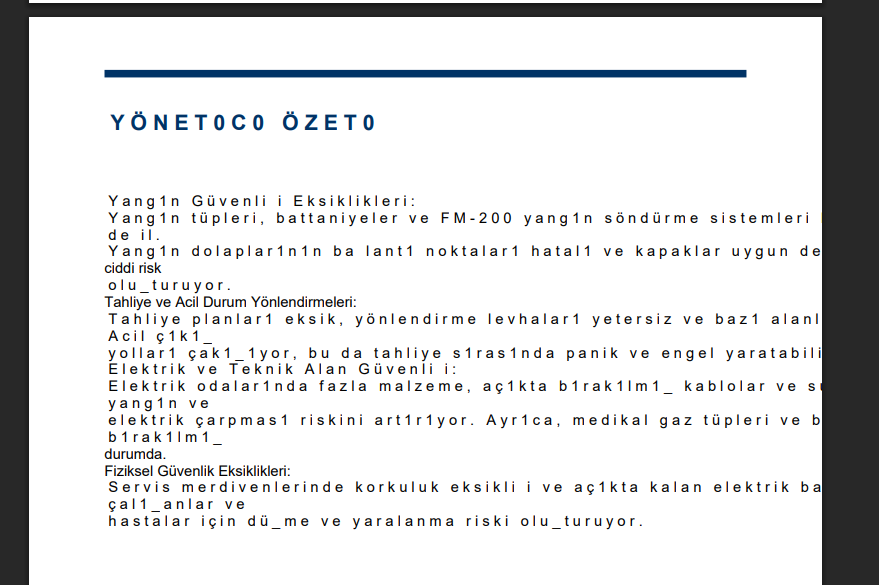 YÖNET0C0 ÖZET0
Yang1n Güvenli i Eksiklikleri:
Yang1n tüpleri, battaniyeler ve FM-200 yang1n söndürme sistemleri
de il.
Yang1n dolaplar1n1n ba lant1 noktalar1 hatal1 ve kapaklar uygun de
ciddi risk
olu_turuyor.
Tahliye ve Acil Durum Yönlendirmeleri:
Tahliye planlar1 eksik, yönlendirme levhalar1 yetersiz ve baz1 alanl
Acil ç1k1_
yollar1 çak1_1yor, bu da tahliye s1ras1nda panik ve engel yaratabili
Elektrik ve Teknik Alan Güvenli i:
Elektrik odalar1nda fazla malzeme, aç1kta b1rak1lm1_ kablolar ve su
yang1n ve
elektrik çarpmas1 riskini art1r1yor. Ayr1ca, medikal gaz tüpleri ve b
b1rak1lm1_
durumda.
Fiziksel Güvenlik Eksiklikleri:
Servis merdivenlerinde korkuluk eksikli i ve aç1kta kalan elektrik ba
çal1_anlar ve
hastalar için dü_me ve yaralanma riski olu_turuyor.